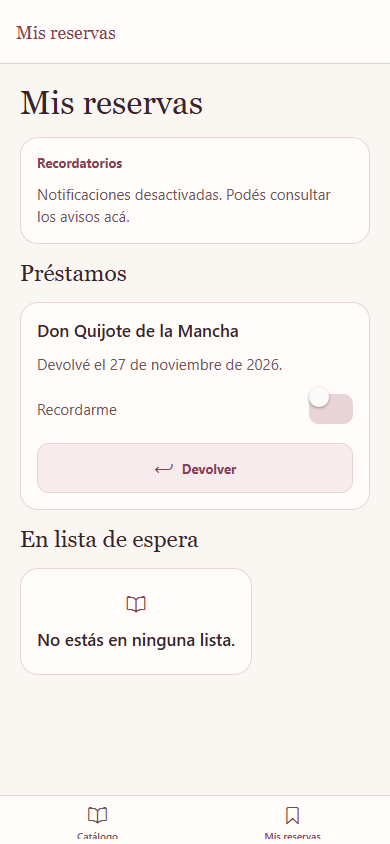 Mis reservas
Mis reservas
Recordatorios
Notificaciones desactivadas. Podés consultar
los avisos acá.
Préstamos
Don Quijote de la Mancha
Devolvé el 27 de noviembre de 2026.
Recordarme
Devolver
En lista de espera
No estás en ninguna lista.
Catálogo
Mis reservas